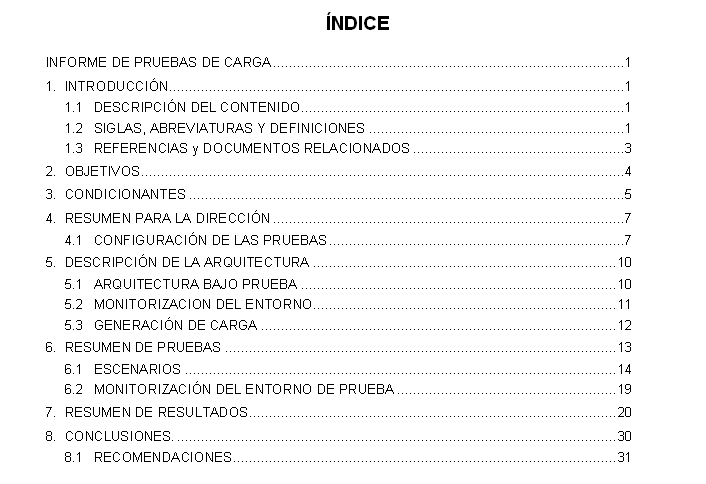 ÍNDICE
INFORME DE PRUEBAS DE CARGA 1
1. INTRODUCCIÓN 1
1.1 DESCRIPCIÓN DEL CONTENIDO 1
1.2 SIGLAS, ABREVIATURAS Y DEFINICIONES 1
1.3 REFERENCIAS y DOCUMENTOS RELACIONADOS 3
2. OBJETIVOS 4
3. CONDICIONANTES 5
4. RESUMEN PARA LA DIRECCIÓN 7
4.1 CONFIGURACIÓN DE LAS PRUEBAS 7
5. DESCRIPCIÓN DE LA ARQUITECTURA 10
5.1 ARQUITECTURA BAJO PRUEBA 10
5.2 MONITORIZACION DEL ENTORNO 11
5.3 GENERACIÓN DE CARGA 12
6. RESUMEN DE PRUEBAS 13
6.1 ESCENARIOS 14
6.2 MONITORIZACIÓN DEL ENTORNO DE PRUEBA 19
7. RESUMEN DE RESULTADOS 20
8. CONCLUSIONES. 30
8.1 RECOMENDACIONES 31